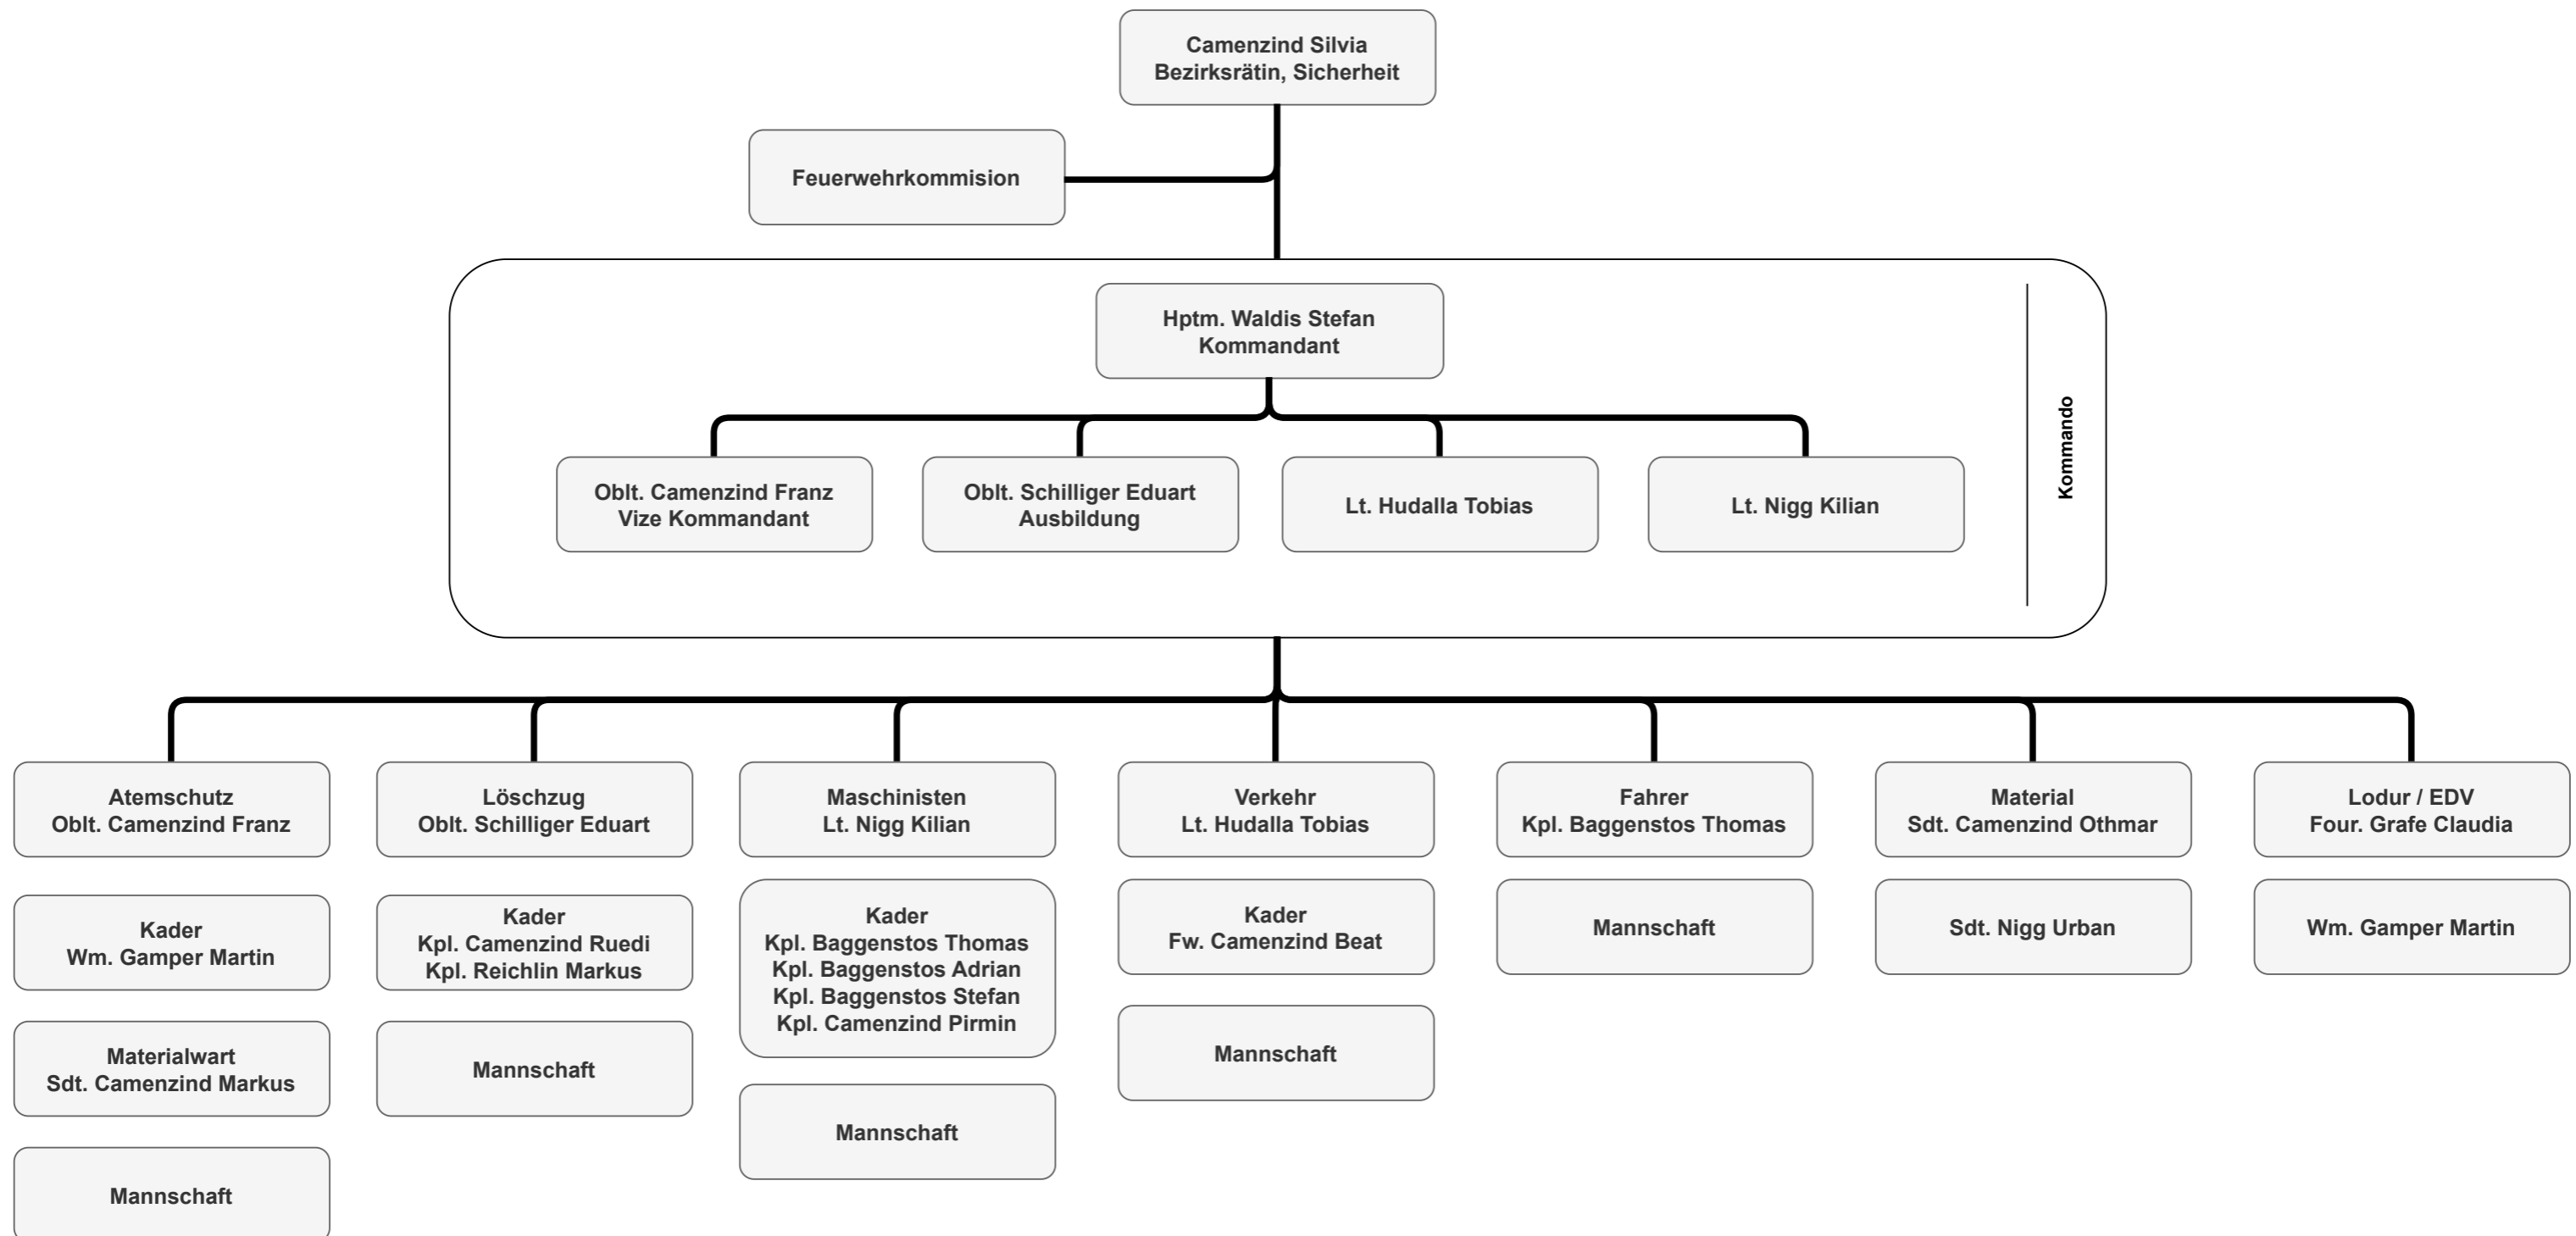 Camenzind Silvia
Bezirksrätin, Sicherheit
Feuerwehrkommision
Hptm. Waldis Stefan
Kommandant
Kommando
Oblt. Camenzind Franz
Vize Kommandant
Oblt. Schilliger Eduart
Ausbildung
Lt. Hudalla Tobias
Lt. Nigg Kilian
Atemschutz
Oblt. Camenzind Franz
Kader
Wm. Gamper Martin
Materialwart
Sdt. Camenzind Markus
Mannschaft
Löschzug
Oblt. Schilliger Eduart
Kader
Kpl. Camenzind Ruedi
Kpl. Reichlin Markus
Mannschaft
Maschinisten
Lt. Nigg Kilian
Kader
Kpl. Baggenstos Thomas
Kpl. Baggenstos Adrian
Kpl. Baggenstos Stefan
Kpl. Camenzind Pirmin
Mannschaft
Verkehr
Lt. Hudalla Tobias
Kader
Fw. Camenzind Beat
Mannschaft
Fahrer
Kpl. Baggenstos Thomas
Mannschaft
Material
Sdt. Camenzind Othmar
Sdt. Nigg Urban
Lodur / EDV
Four. Grafe Claudia
Wm. Gamper Martin